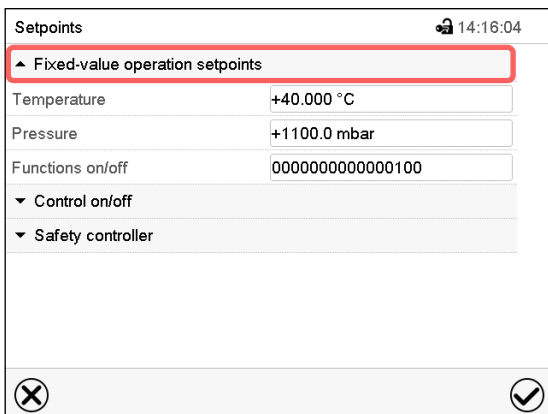 Setpoints 14:16:04
Fixed-value operation setpoints
Temperature +40.000 °C
Pressure +1100.0 mbar
Functions on/off 0000000000000100
Control on/off
Safety controller